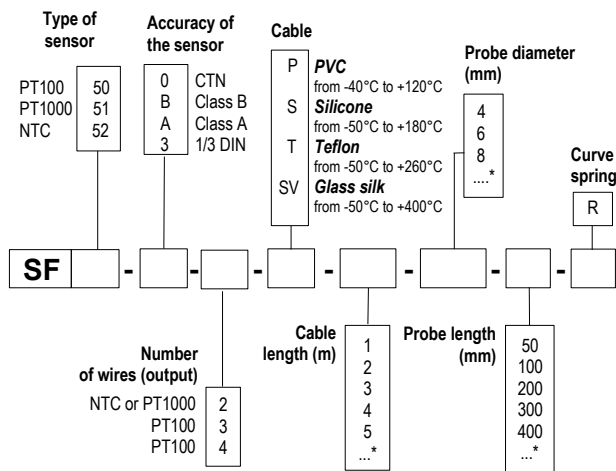 Type of
sensor
PT100 50
PT1000 51
NTC 52
Accuracy of
the sensor
0 CTN
B Class B
A Class A
3 1/3 DIN
Cable
P PVC
from -40°C to +120°C
S Silicone
from -50°C to +180°C
T Teflon
from -50°C to +260°C
SV Glass silk
from -50°C to +400°C
Probe diameter
(mm)
4
6
8
....*
Curve
spring
R
SF - - - - - - -
Number
of wires (output)
NTC or PT1000 2
PT100 3
PT100 4
Cable
length (m)
1
2
3
4
5
...*
Probe length
(mm)
50
100
200
300
400
...*